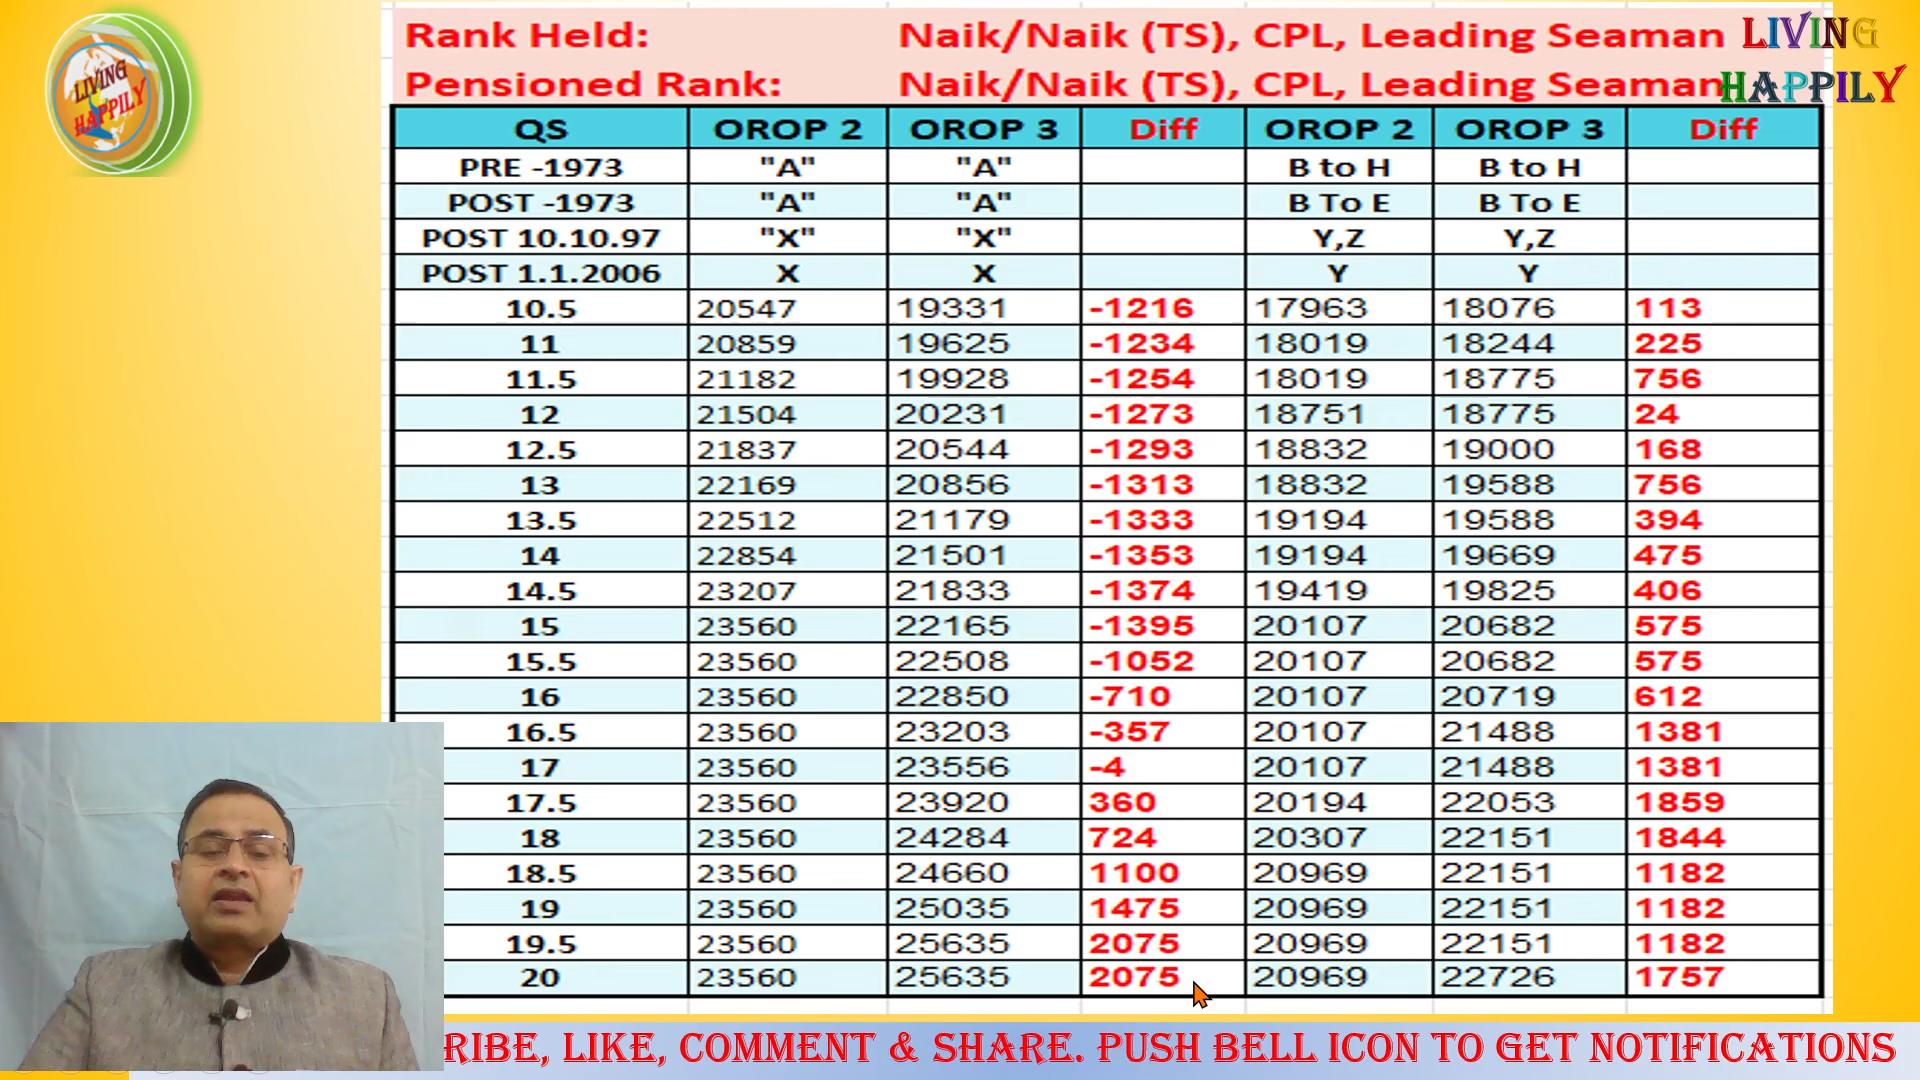 Rank Held: Naik/Naik (TS), CPL, Leading Seaman
Pensioned Rank: Naik/Naik (TS), CPL, Leading Seaman
LIVING
HAPPILY
LIVING
HAPPILY
QS OROP 2 OROP 3 Diff OROP 2 OROP 3 Diff
PRE -1973 "A" "A" B to H B to H
POST -1973 "A" "A" B To E B To E
POST 10.10.97 "X" "X" Y,Z Y,Z
POST 1.1.2006 X X Y Y
10.5 20547 19331 -1216 17963 18076 113
11 20859 19625 -1234 18019 18244 225
11.5 21182 19928 -1254 18019 18775 756
12 21504 20231 -1273 18751 18775 24
12.5 21837 20544 -1293 18832 19000 168
13 22169 20856 -1313 18832 19588 756
13.5 22512 21179 -1333 19194 19588 394
14 22854 21501 -1353 19194 19669 475
14.5 23207 21833 -1374 19419 19825 406
15 23560 22165 -1395 20107 20682 575
15.5 23560 22508 -1052 20107 20682 575
16 23560 22850 -710 20107 20719 612
16.5 23560 23203 -357 20107 21488 1381
17 23560 23556 -4 20107 21488 1381
17.5 23560 23920 360 20194 22053 1859
18 23560 24284 724 20307 22151 1844
18.5 23560 24660 1100 20969 22151 1182
19 23560 25035 1475 20969 22151 1182
19.5 23560 25635 2075 20969 22151 1182
20 23560 25635 2075 20969 22726 1757
RIBE, LIKE, COMMENT & SHARE. PUSH BELL ICON TO GET NOTIFICATIONS